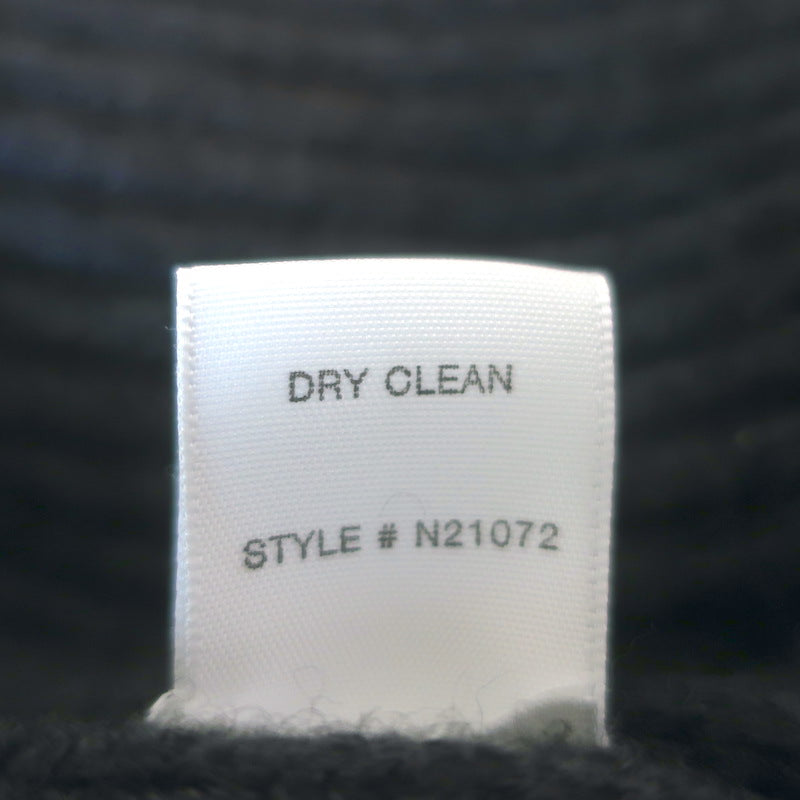 DRY CLEAN
STYLE # N21072